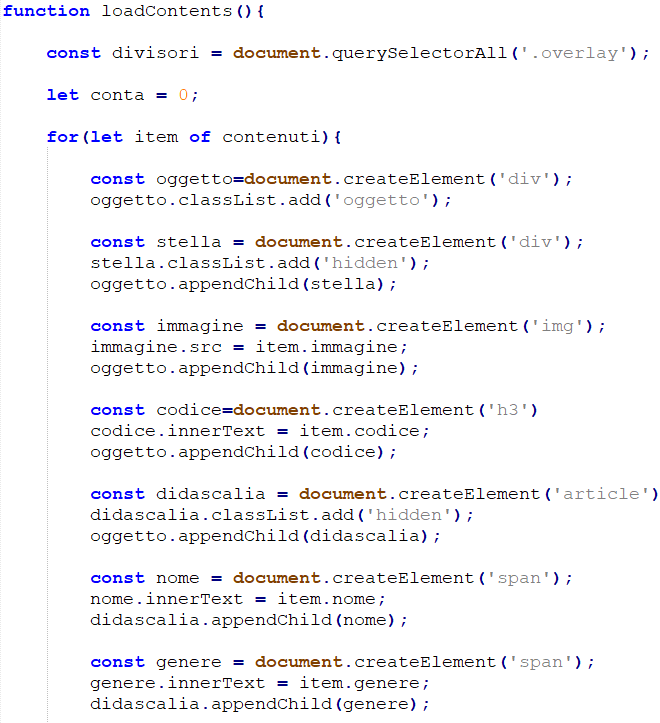 function loadContents(){
const divisori = document.querySelectorAll('.overlay');
let conta = 0;
for(let item of contenuti){
const oggetto=document.createElement('div');
oggetto.classList.add('oggetto');
const stella = document.createElement('div');
stella.classList.add('hidden');
oggetto.appendChild(stella);
const immagine = document.createElement('img');
immagine.src = item.immagine;
oggetto.appendChild(immagine);
const codice=document.createElement('h3')
codice.innerText = item.codice;
oggetto.appendChild(codice);
const didascalia = document.createElement('article')
didascalia.classList.add('hidden');
oggetto.appendChild(didascalia);
const nome = document.createElement('span');
nome.innerText = item.nome;
didascalia.appendChild(nome);
const genere = document.createElement('span');
genere.innerText = item.genere;
didascalia.appendChild(genere);